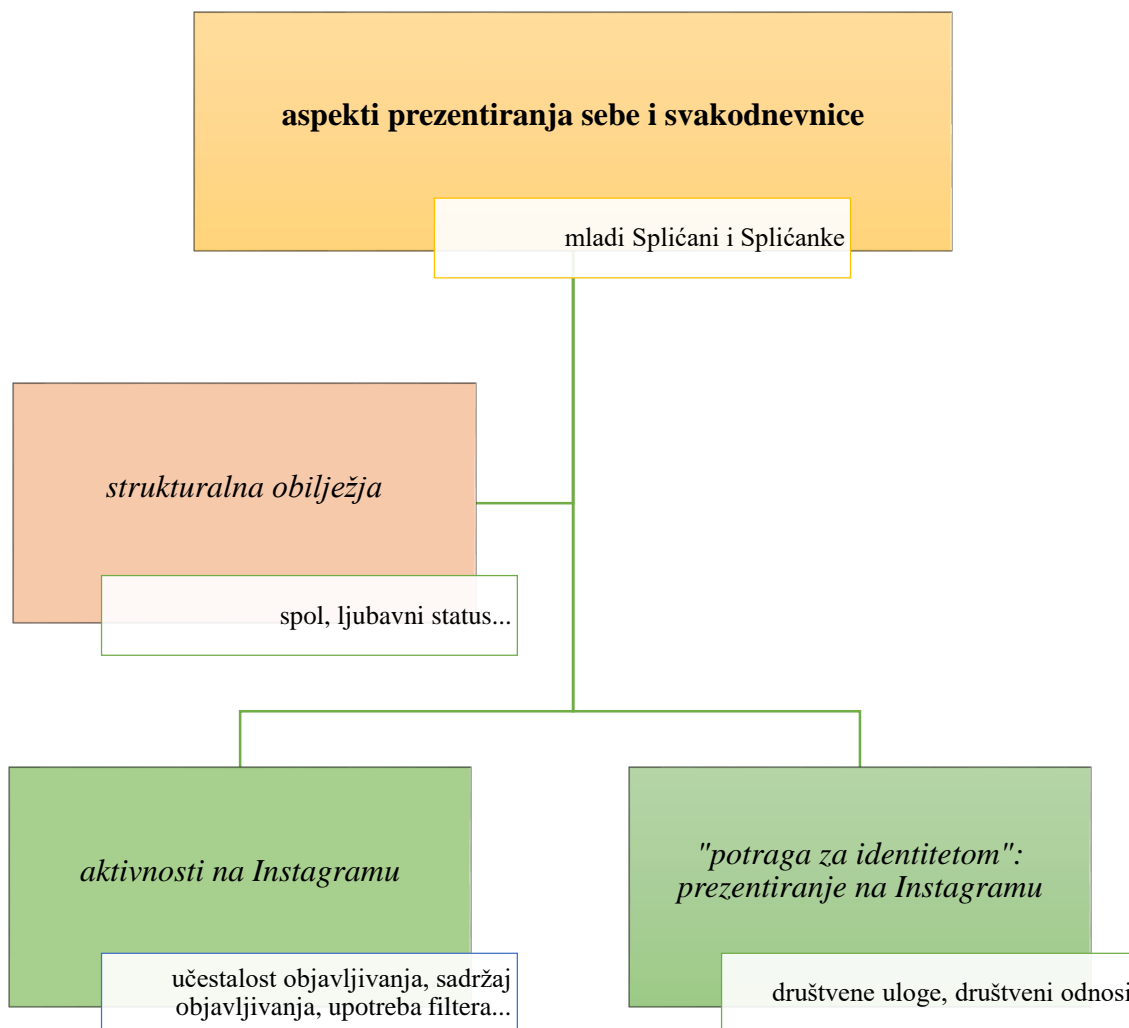 aspekti prezentiranja sebe i svakodnevnice
mladi Splićani i Splićanke
strukturalna obilježja
spol, ljubavni status...
aktivnosti na Instagramu
učestalost objavljivanja, sadržaj
objavljivanja, upotreba filtera...
"potraga za identitetom":
prezentiranje na Instagramu
društvene uloge, društveni odnosi